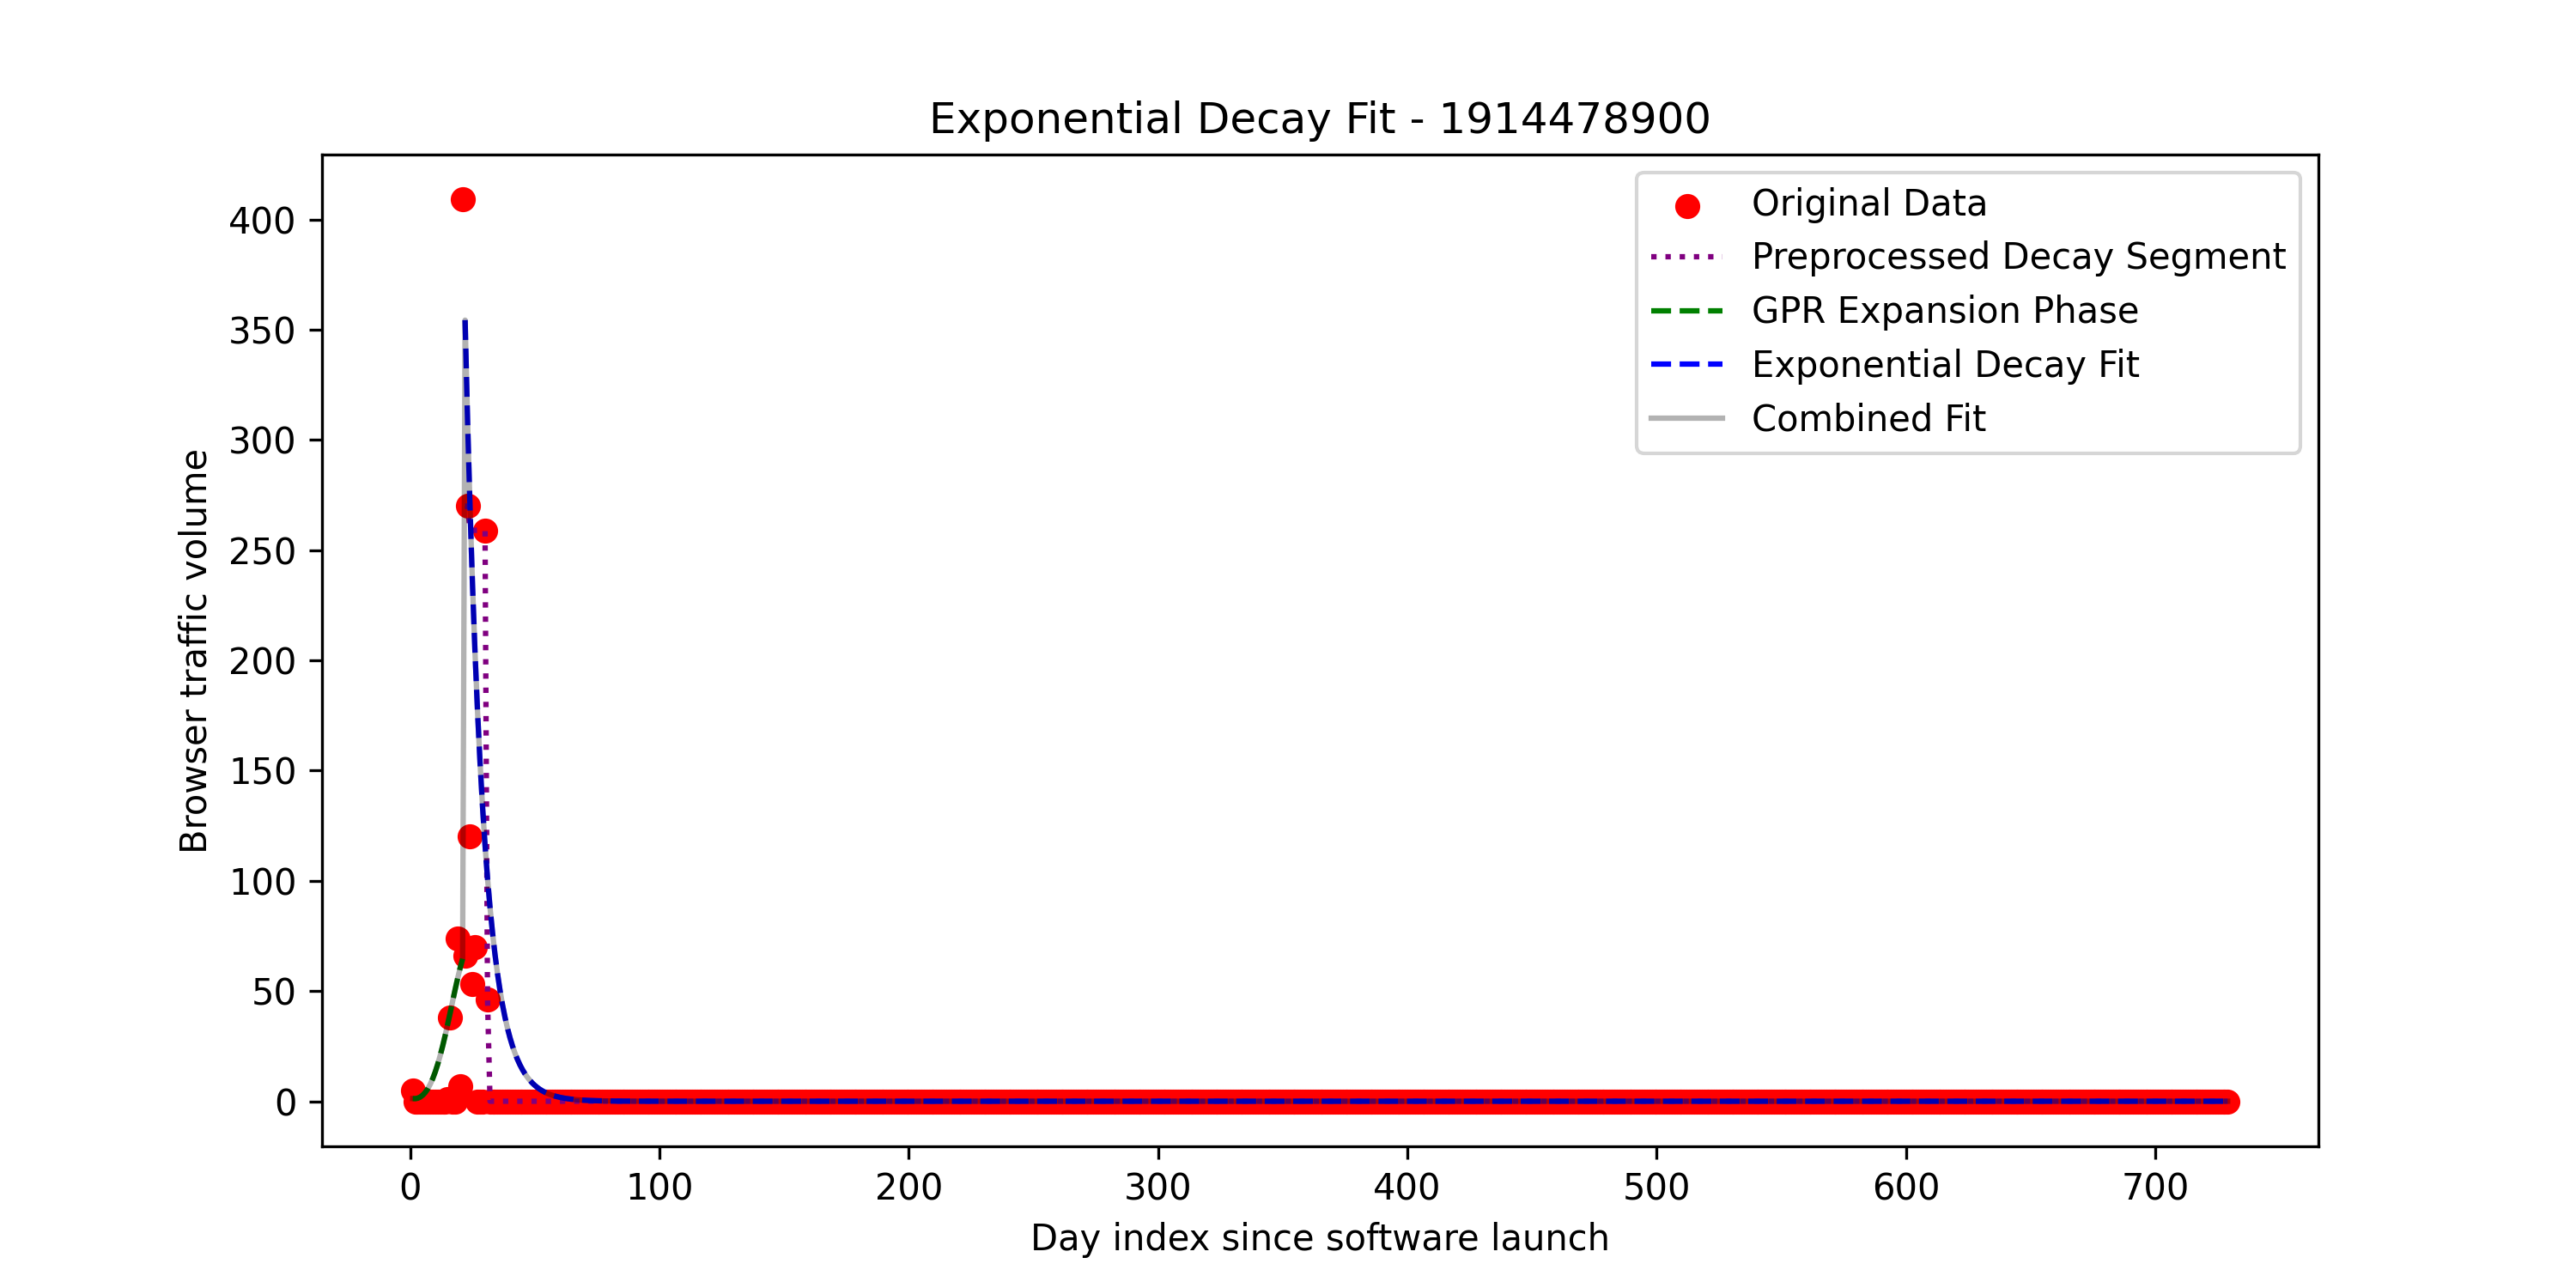 Exponential Decay Fit - 1914478900
Original Data
Preprocessed Decay Segment
GPR Expansion Phase
Exponential Decay Fit
Combined Fit
Browser traffic volume
400
350
300
250
200
150
100
50
0
0 100 200 300 400 500 600 700
Day index since software launch